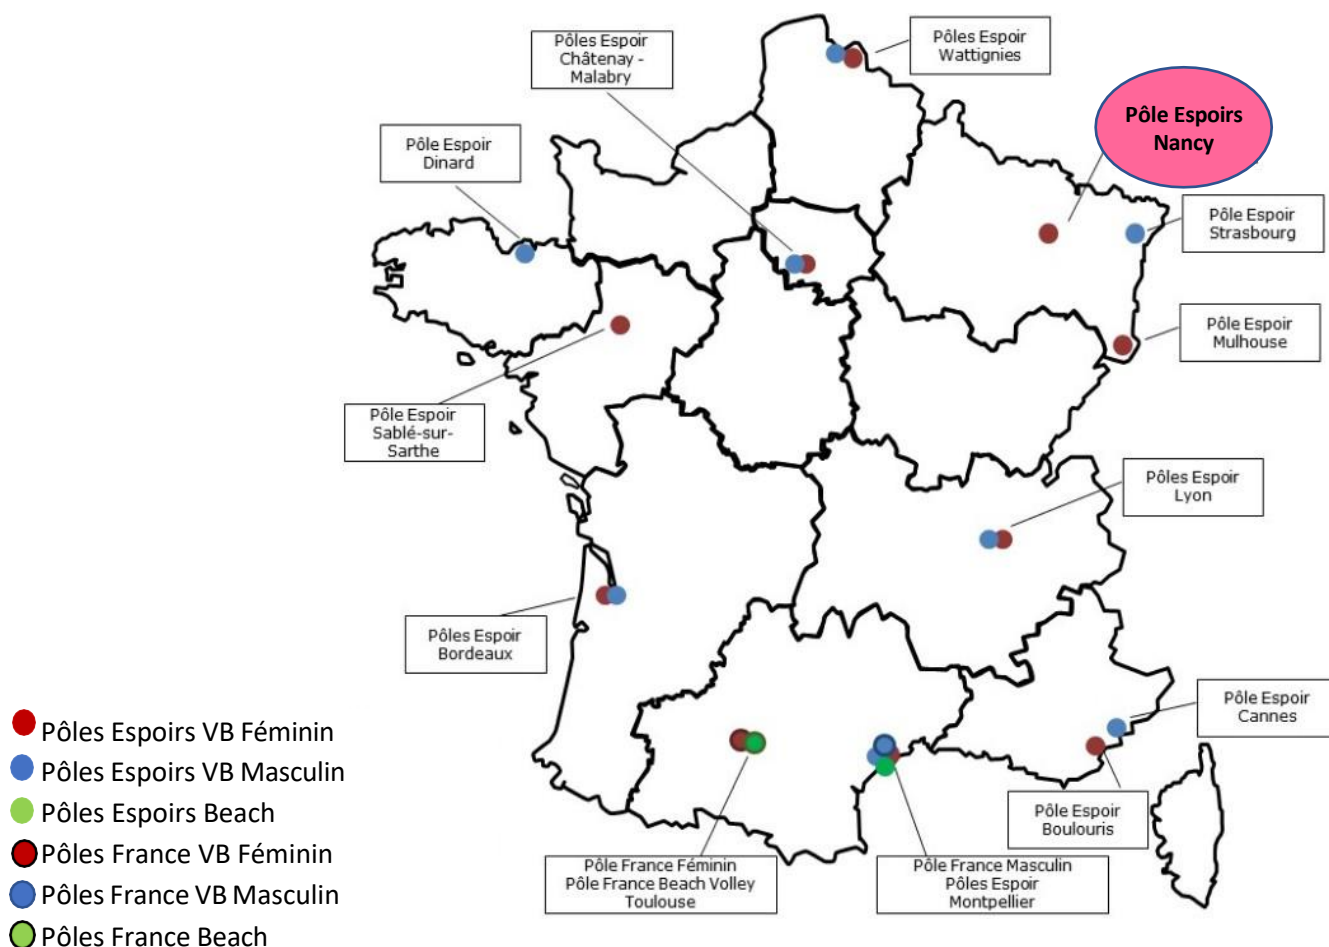 Pôles Espoir
Châtenay -
Malabry
Pôles Espoir
Wattignies
Pôle Espoirs
Nancy
Pôle Espoir
Dinard
Pôle Espoir
Strasbourg
Pôle Espoir
Mulhouse
Pôle Espoir
Sablé-sur-
Sarthe
Pôles Espoir
Lyon
Pôles Espoir
Bordeaux
Pôle Espoir
Cannes
Pôle Espoir
Boulouris
Pôle France Féminin
Pôle France Beach Volley
Toulouse
Pôle France Masculin
Pôles Espoir
Montpellier
Pôles Espoirs VB Féminin
Pôles Espoirs VB Masculin
Pôles Espoirs Beach
Pôles France VB Féminin
Pôles France VB Masculin
Pôles France Beach